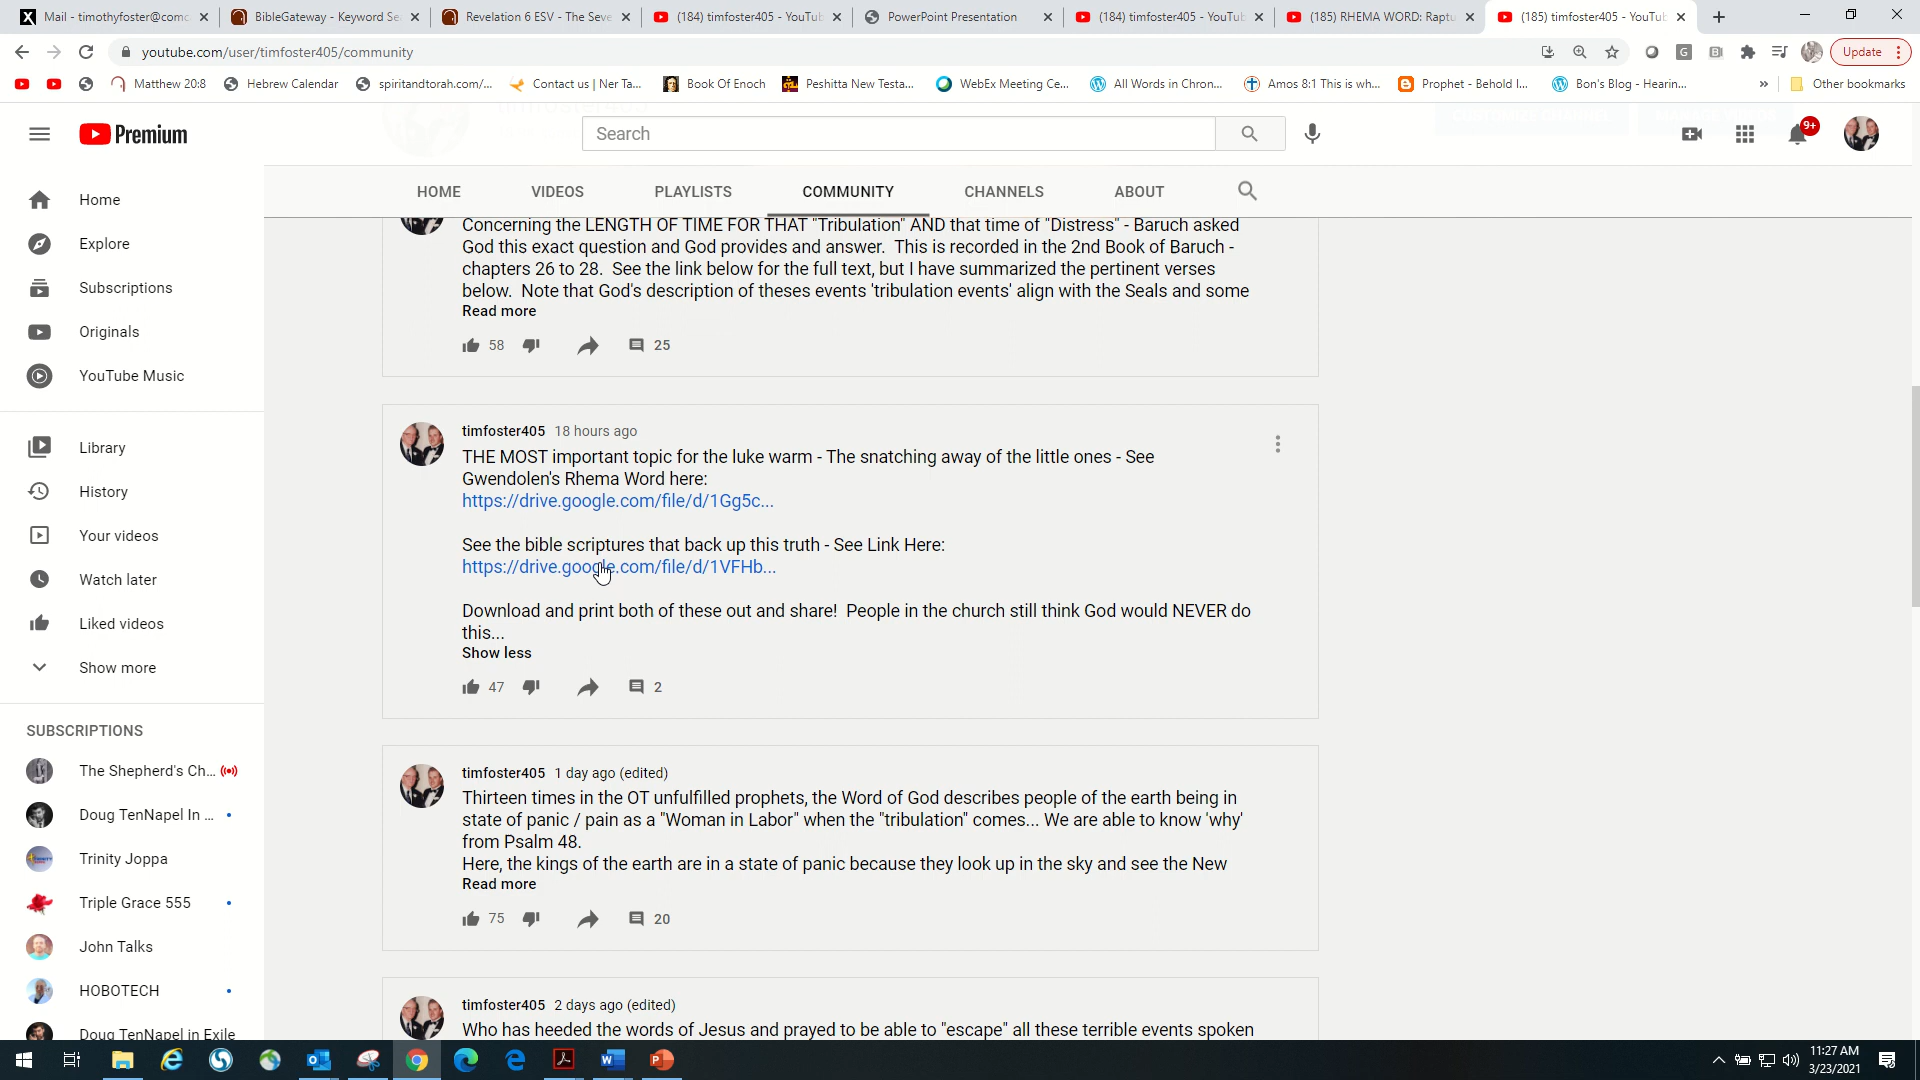 Mail - timothyfoster@comc
BibleGateway - Keyword Se
Revelation 6 ESV - The Seve
(184) timfoster405 - YouTub
PowerPoint Presentation
(184) timfoster405 - YouTub
(185) RHEMA WORD: Raptu
(185) timfoster405 - YouTub
youtube.com/user/timfoster405/community
Update
Matthew 20:8
Hebrew Calendar
spiritandtorah.com/...
Contact us | Ner Ta...
Book Of Enoch
Peshitta New Testa...
WebEx Meeting Ce...
All Words in Chron...
Amos 8:1 This is wh...
Prophet - Behold I...
Bon's Blog - Hearin...
»
Other bookmarks
Premium
Search
9+
HOME
VIDEOS
PLAYLISTS
COMMUNITY
CHANNELS
ABOUT
Home
Explore
Subscriptions
Originals
YouTube Music
Library
History
Your videos
Watch later
Liked videos
Show more
SUBSCRIPTIONS
The Shepherd's Ch...
Doug TenNapel In ...
Trinity Joppa
Triple Grace 555
John Talks
HOBOTECH
Doug TenNapel in Exile
Concerning the LENGTH OF TIME FOR THAT "Tribulation" AND that time of "Distress" - Baruch asked
God this exact question and God provides and answer.  This is recorded in the 2nd Book of Baruch -
chapters 26 to 28.  See the link below for the full text, but I have summarized the pertinent verses
below.  Note that God's description of theses events 'tribulation events' align with the Seals and some
Read more
58
25
timfoster405 18 hours ago
THE MOST important topic for the luke warm - The snatching away of the little ones - See
Gwendolen's Rhema Word here:
https://drive.google.com/file/d/1Gg5c...
See the bible scriptures that back up this truth - See Link Here:
https://drive.google.com/file/d/1VFHb...
Download and print both of these out and share!  People in the church still think God would NEVER do
this...
Show less
47
2
timfoster405 1 day ago (edited)
Thirteen times in the OT unfulfilled prophets, the Word of God describes people of the earth being in
state of panic / pain as a "Woman in Labor" when the "tribulation" comes... We are able to know 'why'
from Psalm 48.
Here, the kings of the earth are in a state of panic because they look up in the sky and see the New
Read more
75
20
timfoster405 2 days ago (edited)
Who has heeded the words of Jesus and prayed to be able to "escape" all these terrible events spoken
11:27 AM
3/23/2021